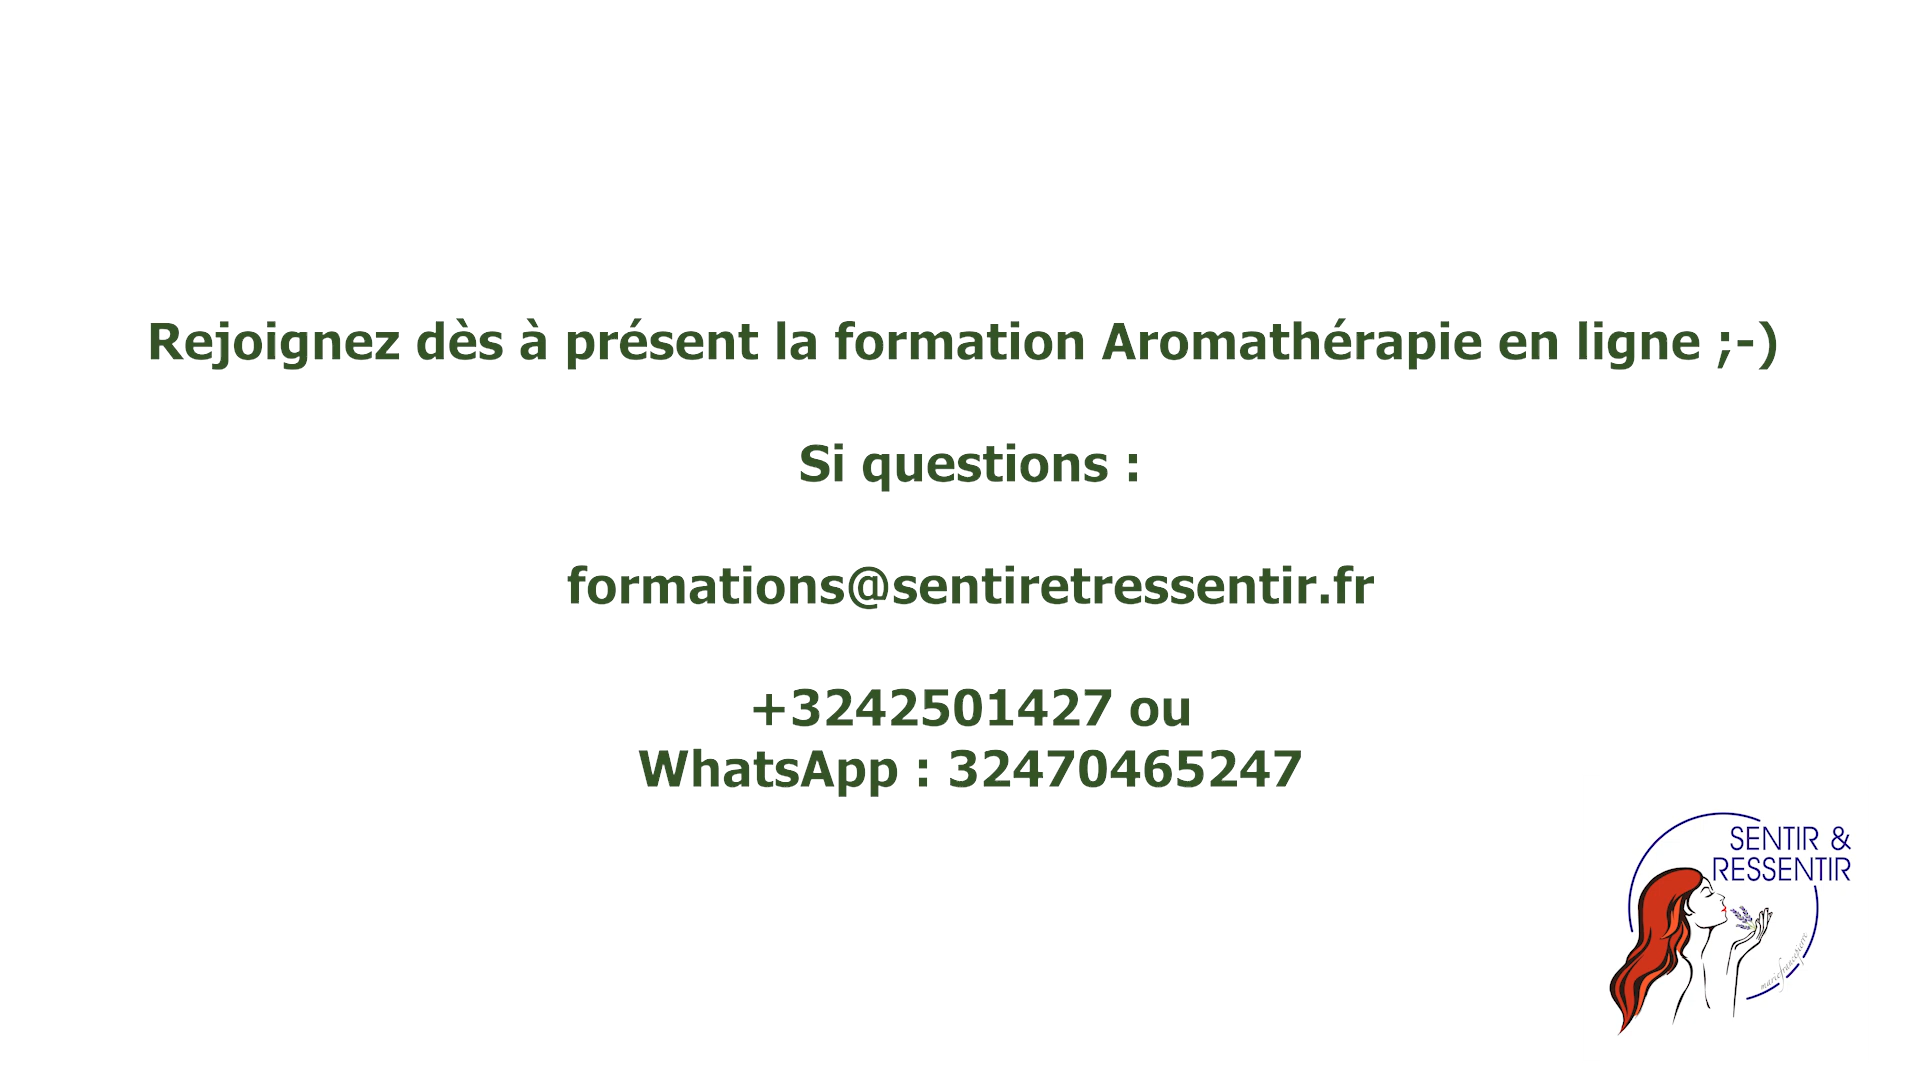 Rejoignez dès à présent la formation Aromathérapie en ligne ;-)
Si questions :
formations@sentiretressentir.fr
+3242501427 ou
WhatsApp : 32470465247
SENTIR &
RESSENTIR
mariefrancepierre